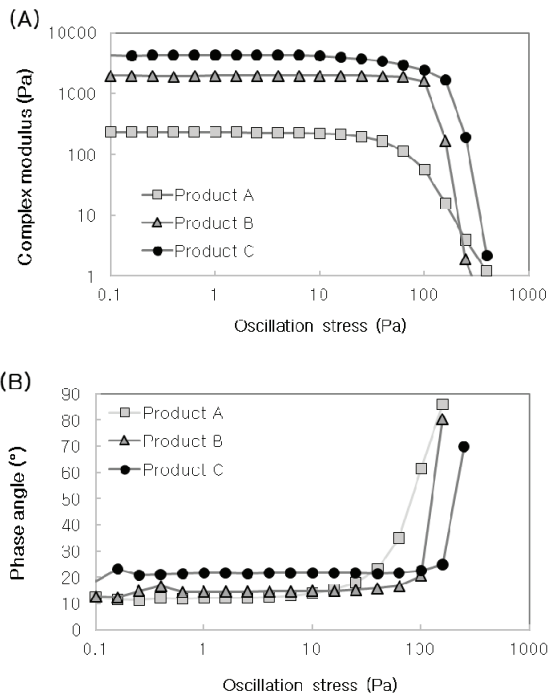 (A)
10000
1000
100
10
1
Complex modulus (Pa)
Product A
Product B
Product C
0.1 1 10 100 1000
Oscillation stress (Pa)
(B)
90
80
70
60
50
40
30
20
10
0
Phase angle (°)
Product A
Product B
Product C
0.1 1 10 100 1000
Oscillation stress (Pa)